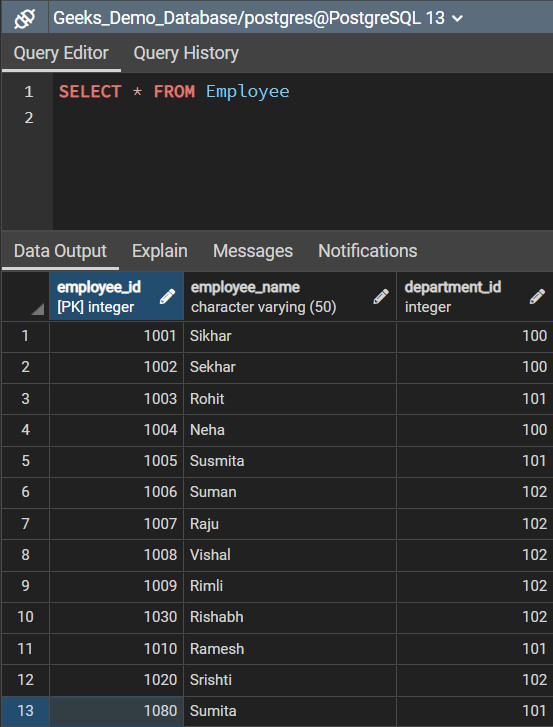 Geeks_Demo_Database/postgres@PostgreSQL 13
Query Editor Query History
1 SELECT * FROM Employee
2
Data Output Explain Messages Notifications
employee_id employee_name department_id
[PK] integer character varying (50) integer
1 1001 Sikhar 100
2 1002 Sekhar 100
3 1003 Rohit 101
4 1004 Neha 100
5 1005 Susmita 101
6 1006 Suman 102
7 1007 Raju 102
8 1008 Vishal 102
9 1009 Rimli 102
10 1030 Rishabh 102
11 1010 Ramesh 101
12 1020 Srishti 102
13 1080 Sumita 101